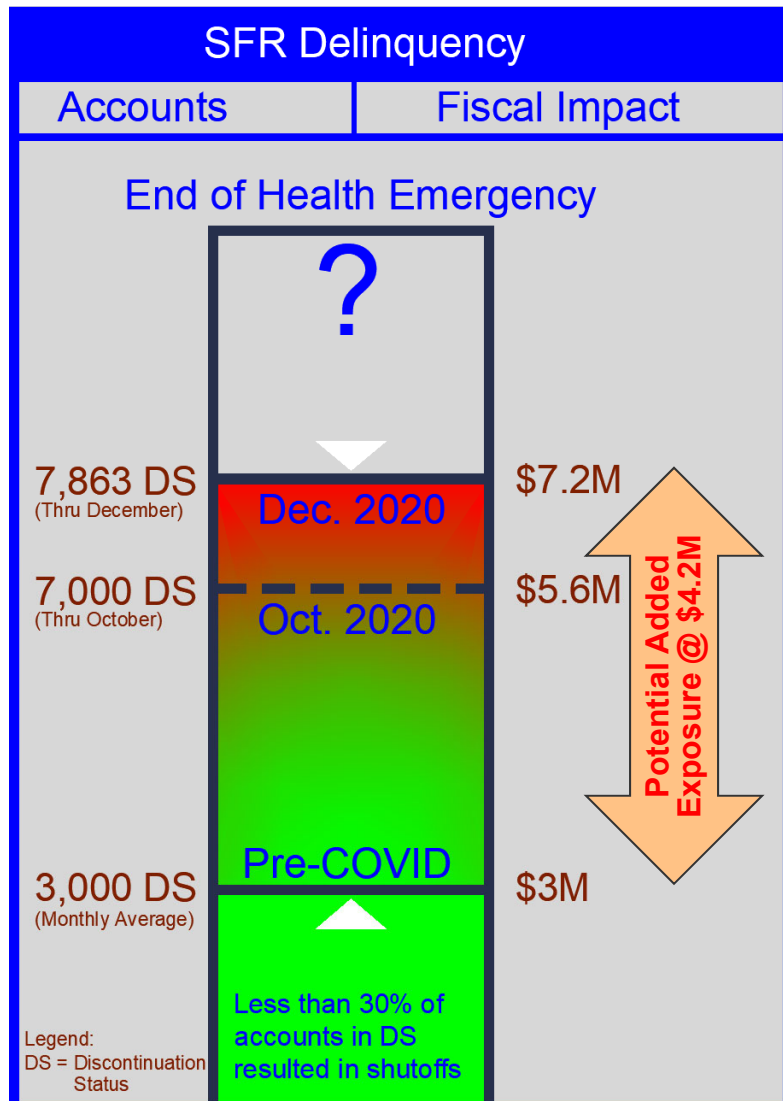 SFR Delinquency
Accounts
Fiscal Impact
End of Health Emergency
?
7,863 DS
(Thru December)
Dec. 2020
$7.2M
7,000 DS
(Thru October)
Oct. 2020
$5.6M
Potential Added
Exposure @ $4.2M
Pre-COVID
3,000 DS
(Monthly Average)
$3M
Less than 30% of
accounts in DS
resulted in shutoffs
Legend:
DS = Discontinuation
Status